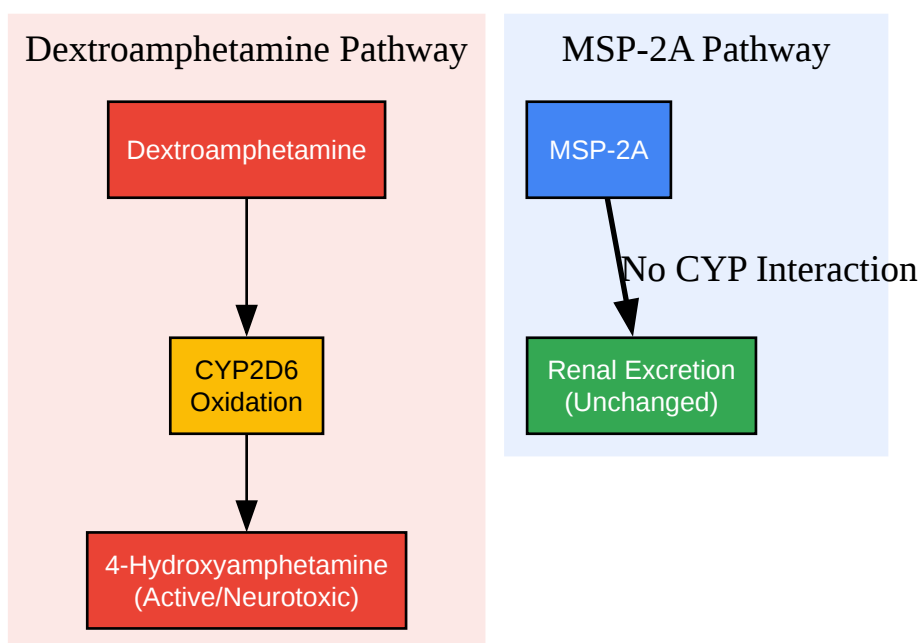 Dextroamphetamine Pathway
Dextroamphetamine
CYP2D6
Oxidation
4-Hydroxyamphetamine
(Active/Neurotoxic)
MSP-2A Pathway
MSP-2A
No CYP Interaction
Renal Excretion
(Unchanged)